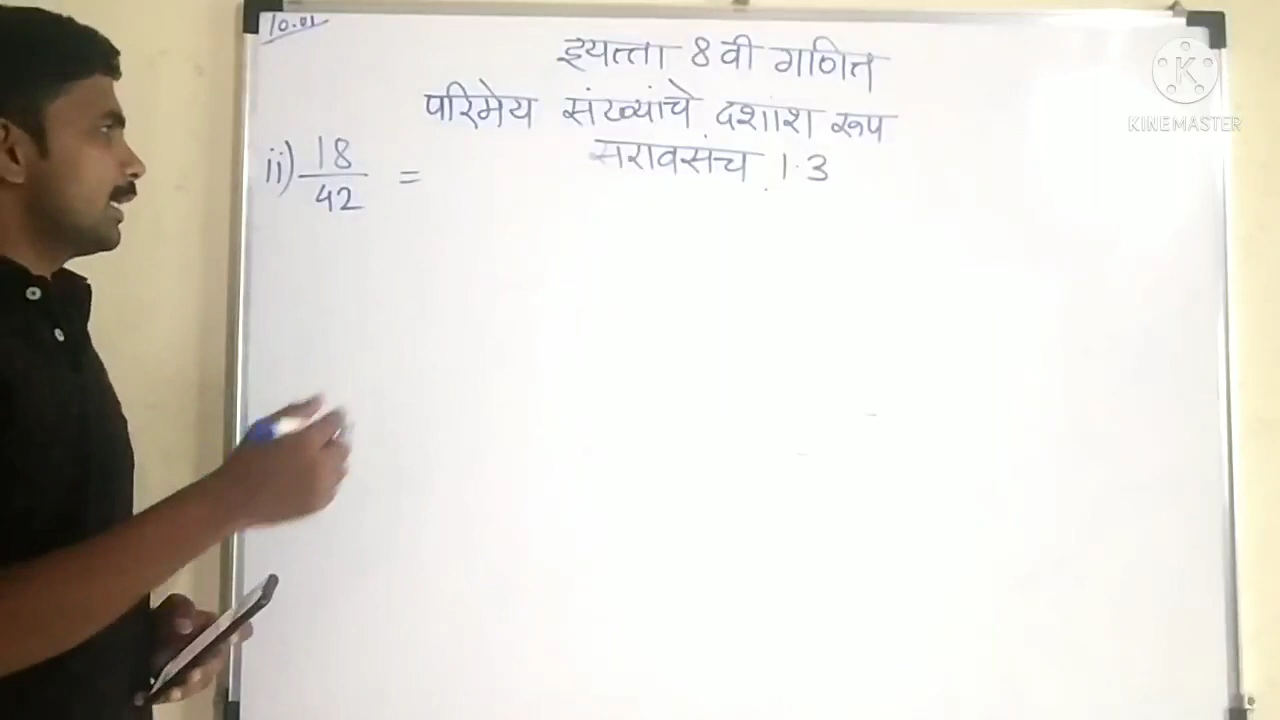 10.01
इयत्ता 8 वी गणित
परिमेय संख्यांचे दशांश रूप
सरावसंच 1.3
ii) 18/42 =
KINEMASTER